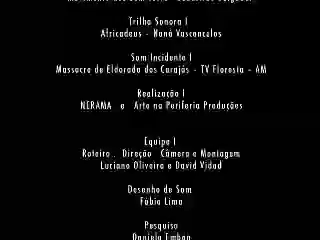 Trilha Sonora |
Africadeus - Naná Vasconcelos
Som Incidente |
Massacre de Eldorado dos Carajás - TV Floresta - AM
Realização |
NERAMA e Arte na Periferia Produções
Equipe |
Roteiro.. Direção Câmera e Montagem
Luciano Oliveira e David Vidad
Desenho de Som
Fábio Lima
Pesquisa